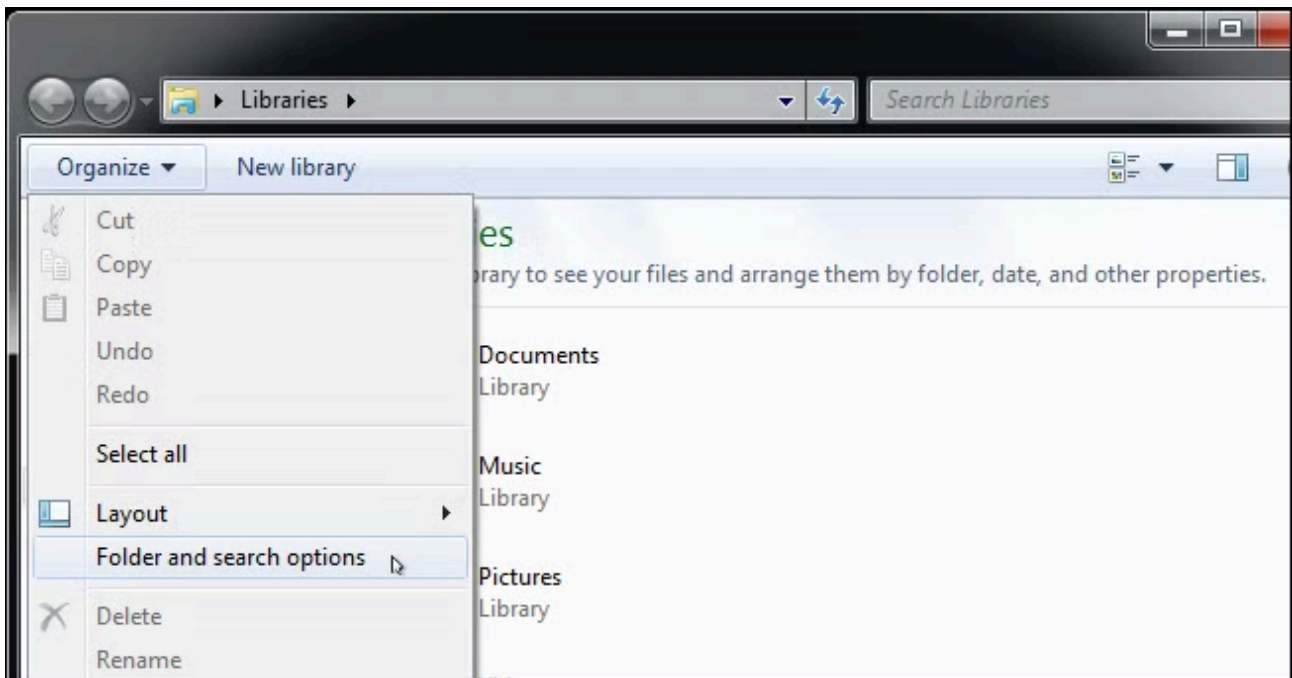 Libraries
Search Libraries
Organize
New library
Cut
Copy
Paste
Undo
Redo
Select all
Layout
Folder and search options
Delete
Rename
es
rary to see your files and arrange them by folder, date, and other properties.
Documents
Library
Music
Library
Pictures
Library